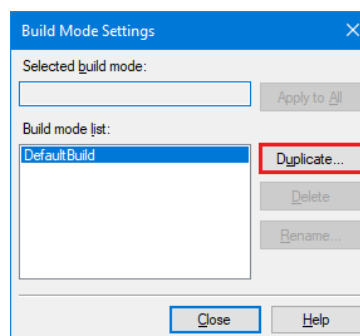 Build Mode Settings
Selected build mode:
Apply to All
Build mode list:
DefaultBuild
Duplicate...
Delete
Rename...
Close
Help